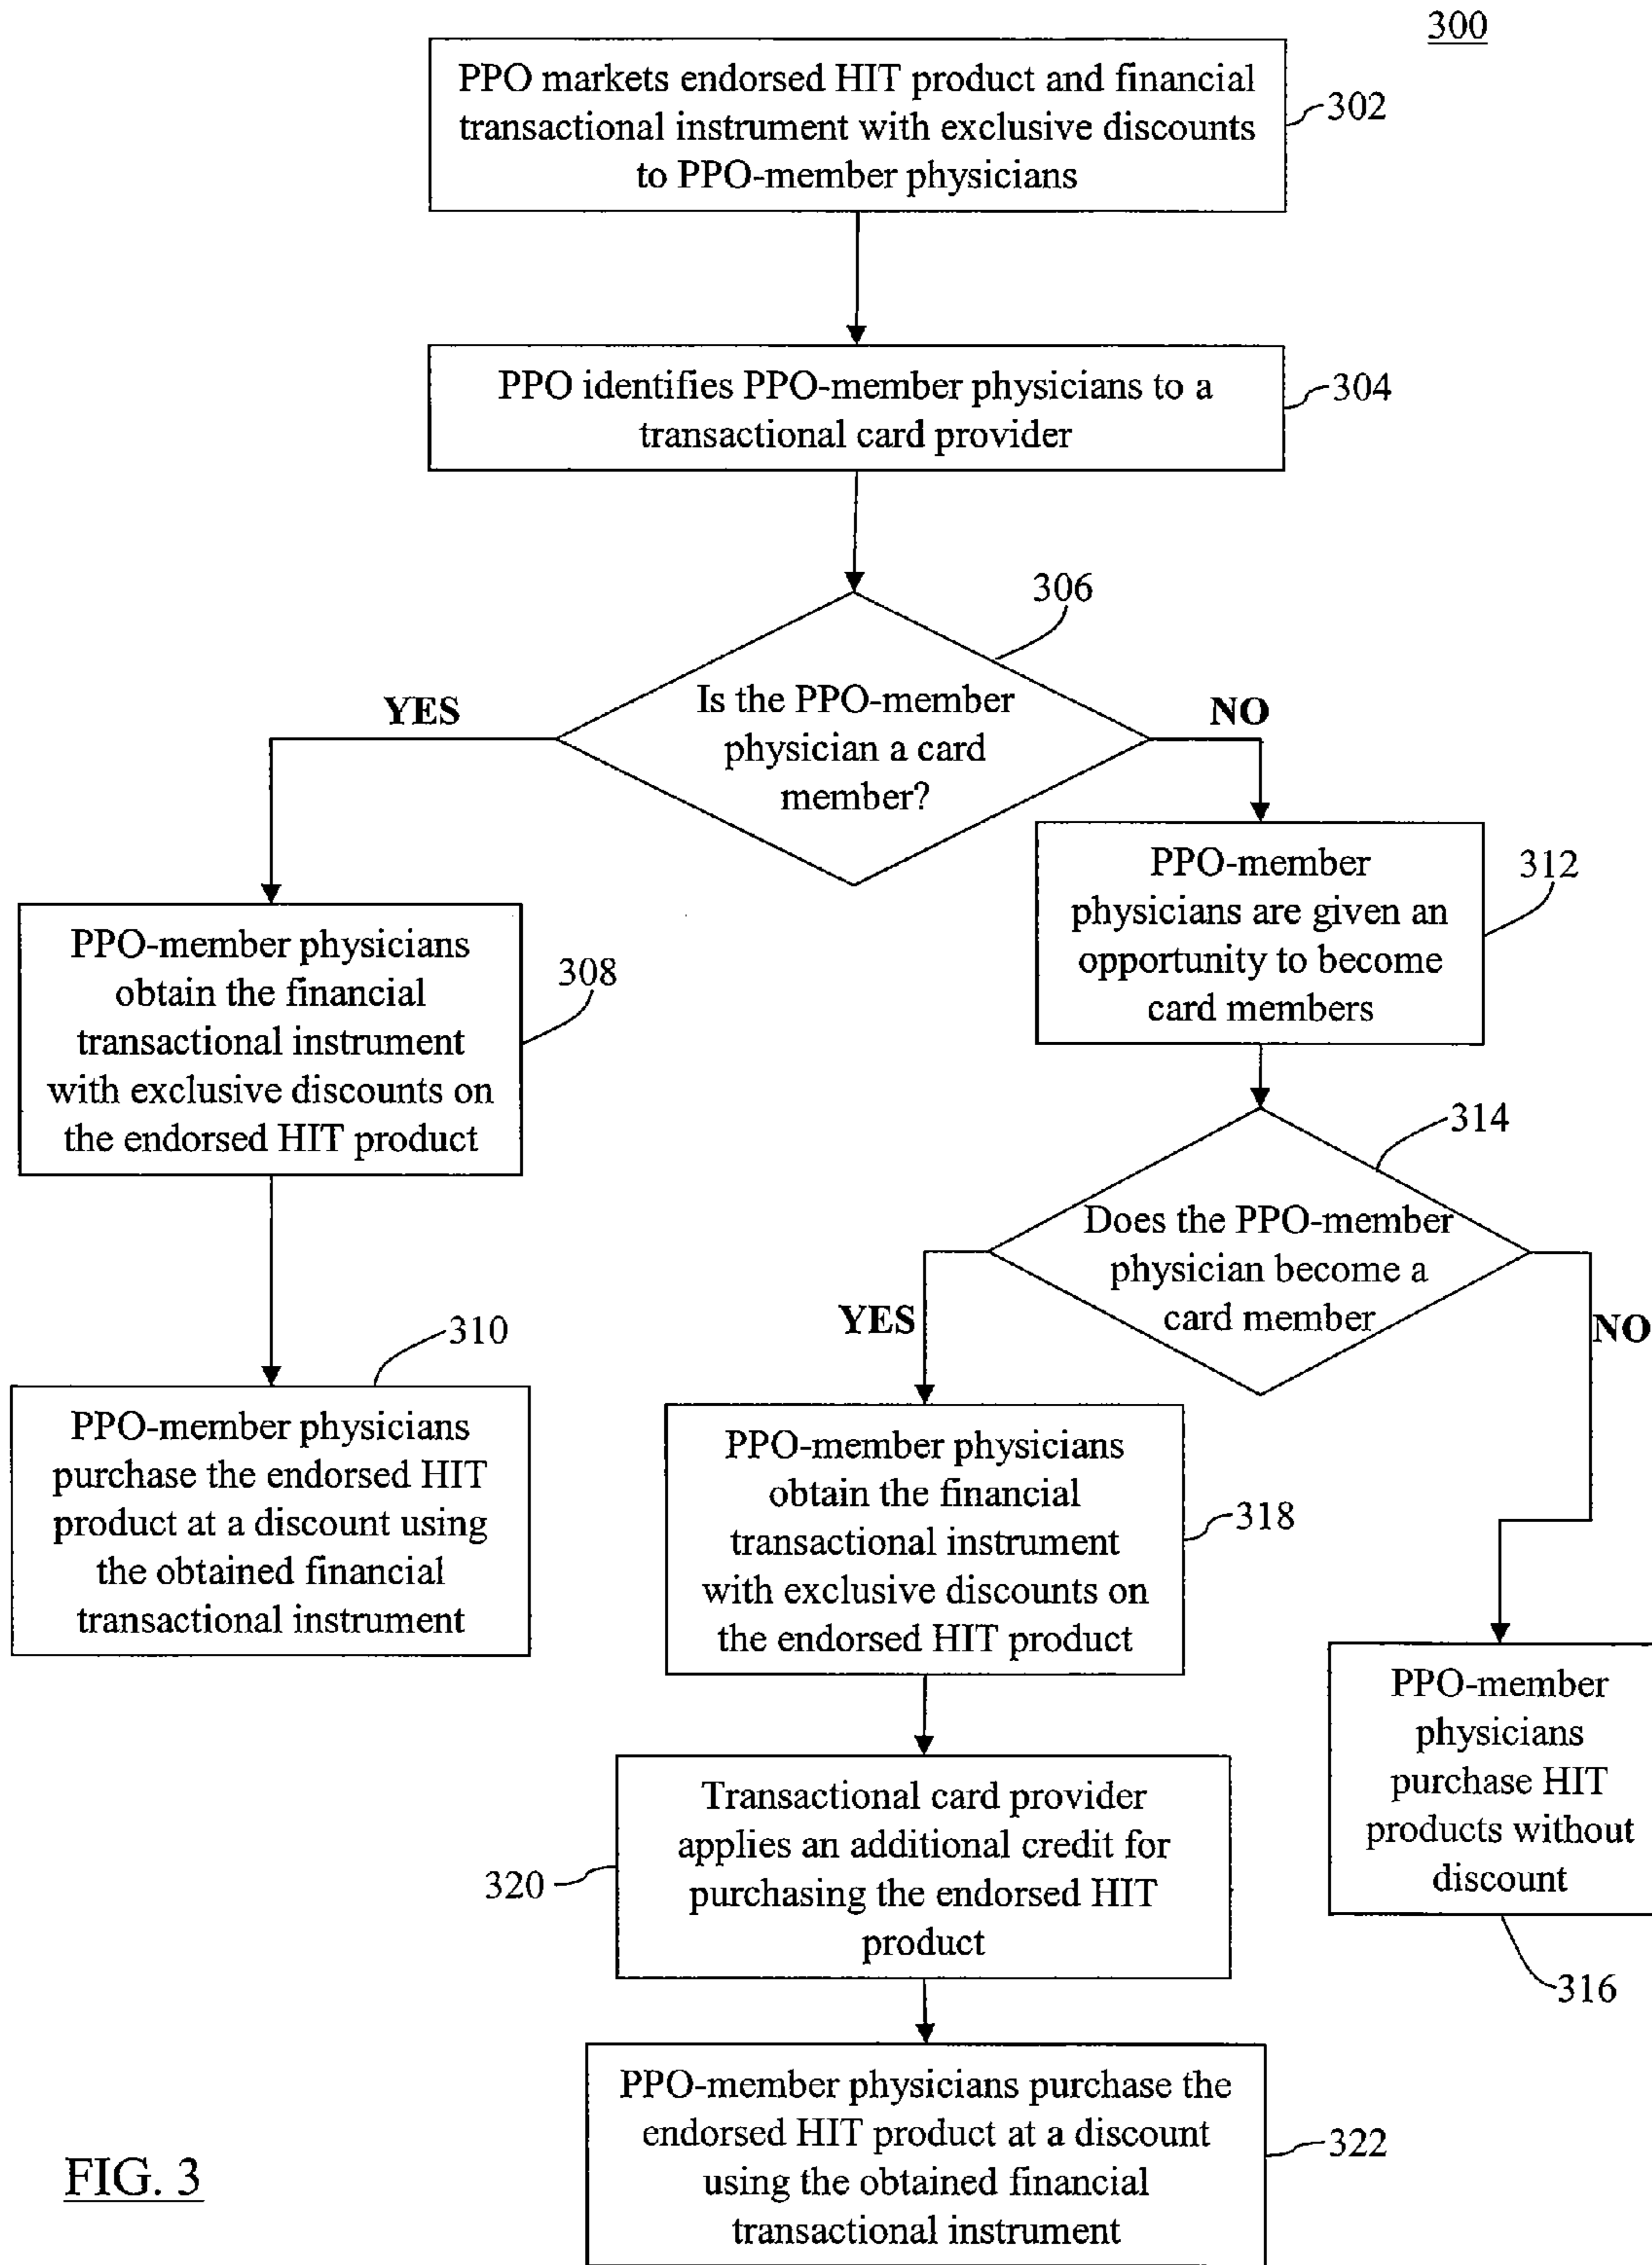 300
PPO markets endorsed HIT product and financial
transactional instrument with exclusive discounts
to PPO-member physicians
302
PPO identifies PPO-member physicians to a
transactional card provider
304
306
Is the PPO-member
physician a card
member?
YES
NO
PPO-member physicians
obtain the financial
transactional instrument
with exclusive discounts on
the endorsed HIT product
308
PPO-member
physicians are given an
opportunity to become
card members
312
314
Does the PPO-member
physician become a
card member
YES
NO
310
PPO-member physicians
purchase the endorsed HIT
product at a discount using
the obtained financial
transactional instrument
PPO-member physicians
obtain the financial
transactional instrument
with exclusive discounts on
the endorsed HIT product
318
PPO-member
physicians
purchase HIT
products without
discount
316
Transactional card provider
applies an additional credit for
purchasing the endorsed HIT
product
320
PPO-member physicians purchase the
endorsed HIT product at a discount
using the obtained financial
transactional instrument
322
FIG. 3